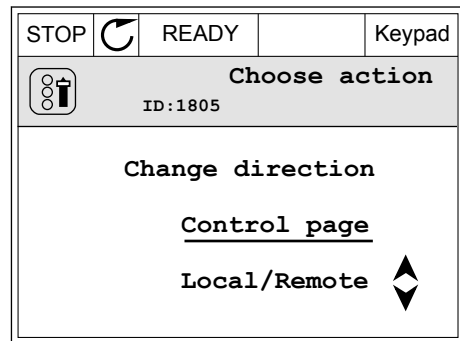 STOP READY Keypad
Choose action
ID:1805
Change direction
Control page
Local/Remote